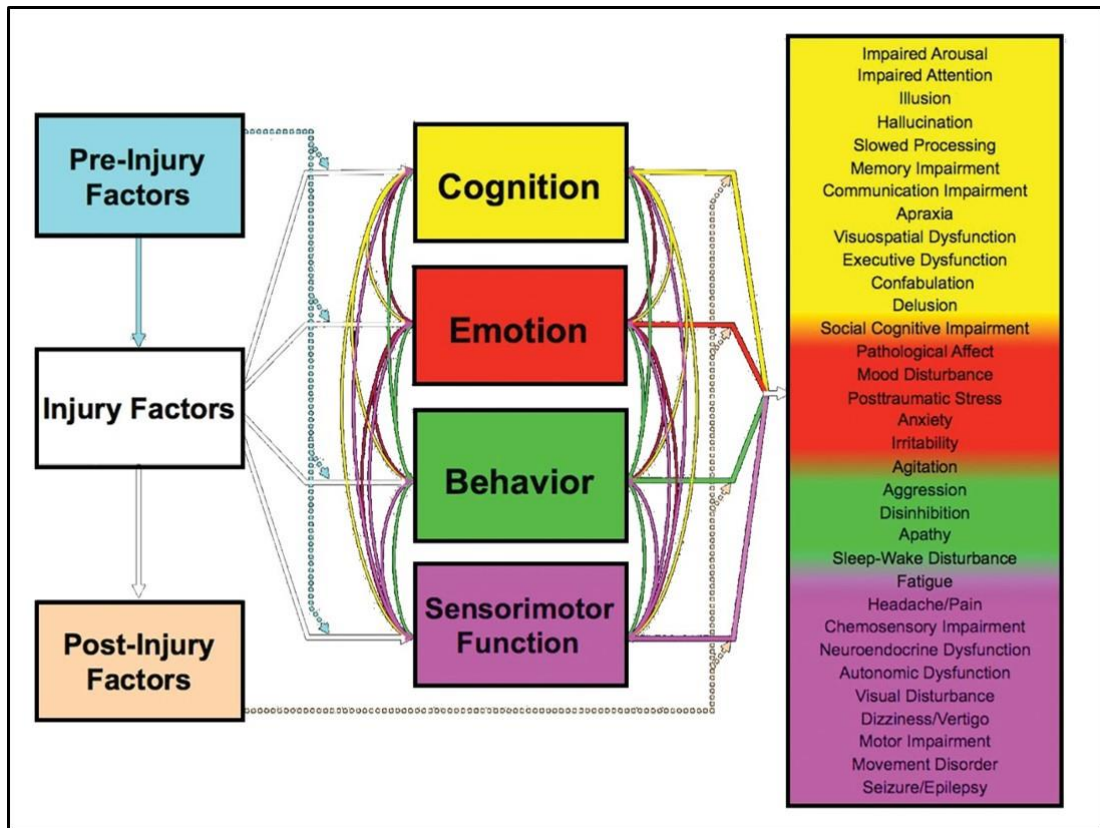 Pre-Injury
Factors
Injury Factors
Post-Injury
Factors
Cognition
Emotion
Behavior
Sensorimotor
Function
Impaired Arousal
Impaired Attention
Illusion
Hallucination
Slowed Processing
Memory Impairment
Communication Impairment
Apraxia
Visuospatial Dysfunction
Executive Dysfunction
Confabulation
Delusion
Social Cognitive Impairment
Pathological Affect
Mood Disturbance
Posttraumatic Stress
Anxiety
Irritability
Agitation
Aggression
Disinhibition
Apathy
Sleep-Wake Disturbance
Fatigue
Headache/Pain
Chemosensory Impairment
Neuroendocrine Dysfunction
Autonomic Dysfunction
Visual Disturbance
Dizziness/Vertigo
Motor Impairment
Movement Disorder
Seizure/Epilepsy